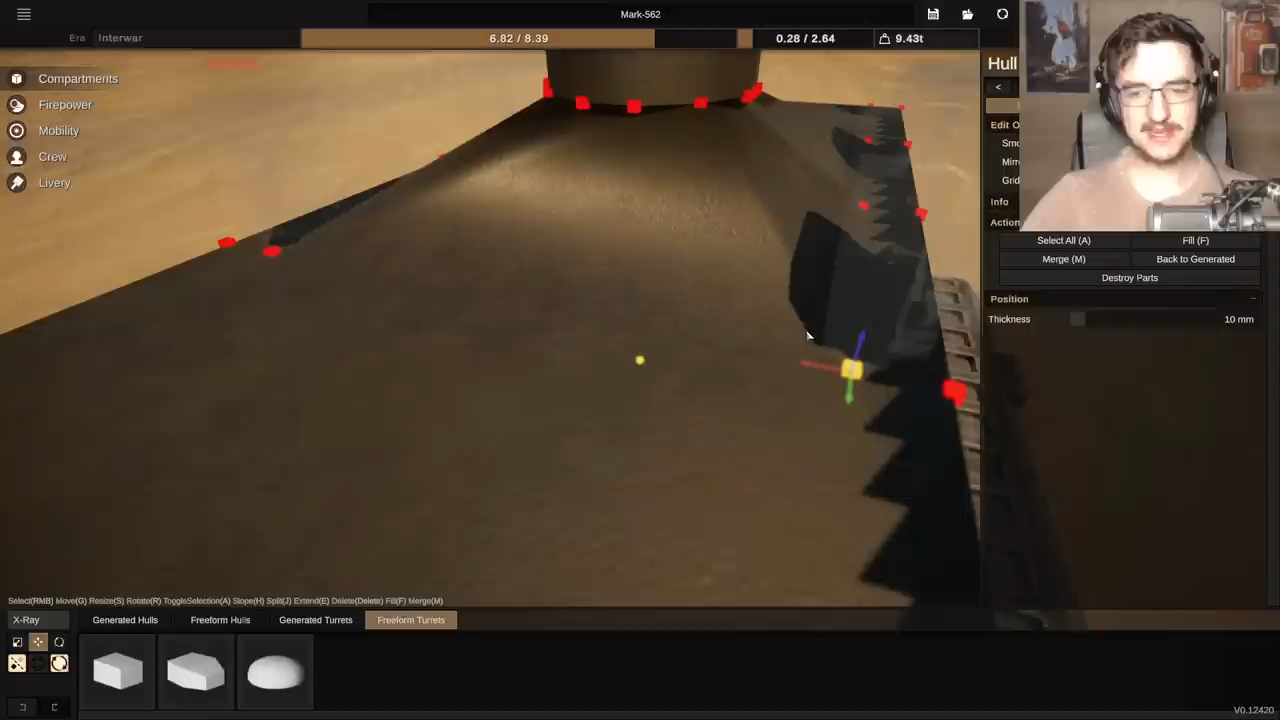 Mark-562
Era Interwar 6.82 / 8.39 0.28 / 2.64 9.43t
Hull
Compartments
<
Firepower
Edit
Mobility
Info
Crew
Action
Livery
Select All (A) Fill (F)
Merge (M) Back to Generated
Destroy Parts
Position
Thickness 10 mm
Select(RMB) Move(G) Resize(S) Rotate(R) ToggleSelection(A) Slope(H) Split(J) Extend(E) Delete(Delete) Fill(F) Merge(M)
X-Ray Generated Hulls Freeform Hulls Generated Turrets Freeform Turrets
V0.12420